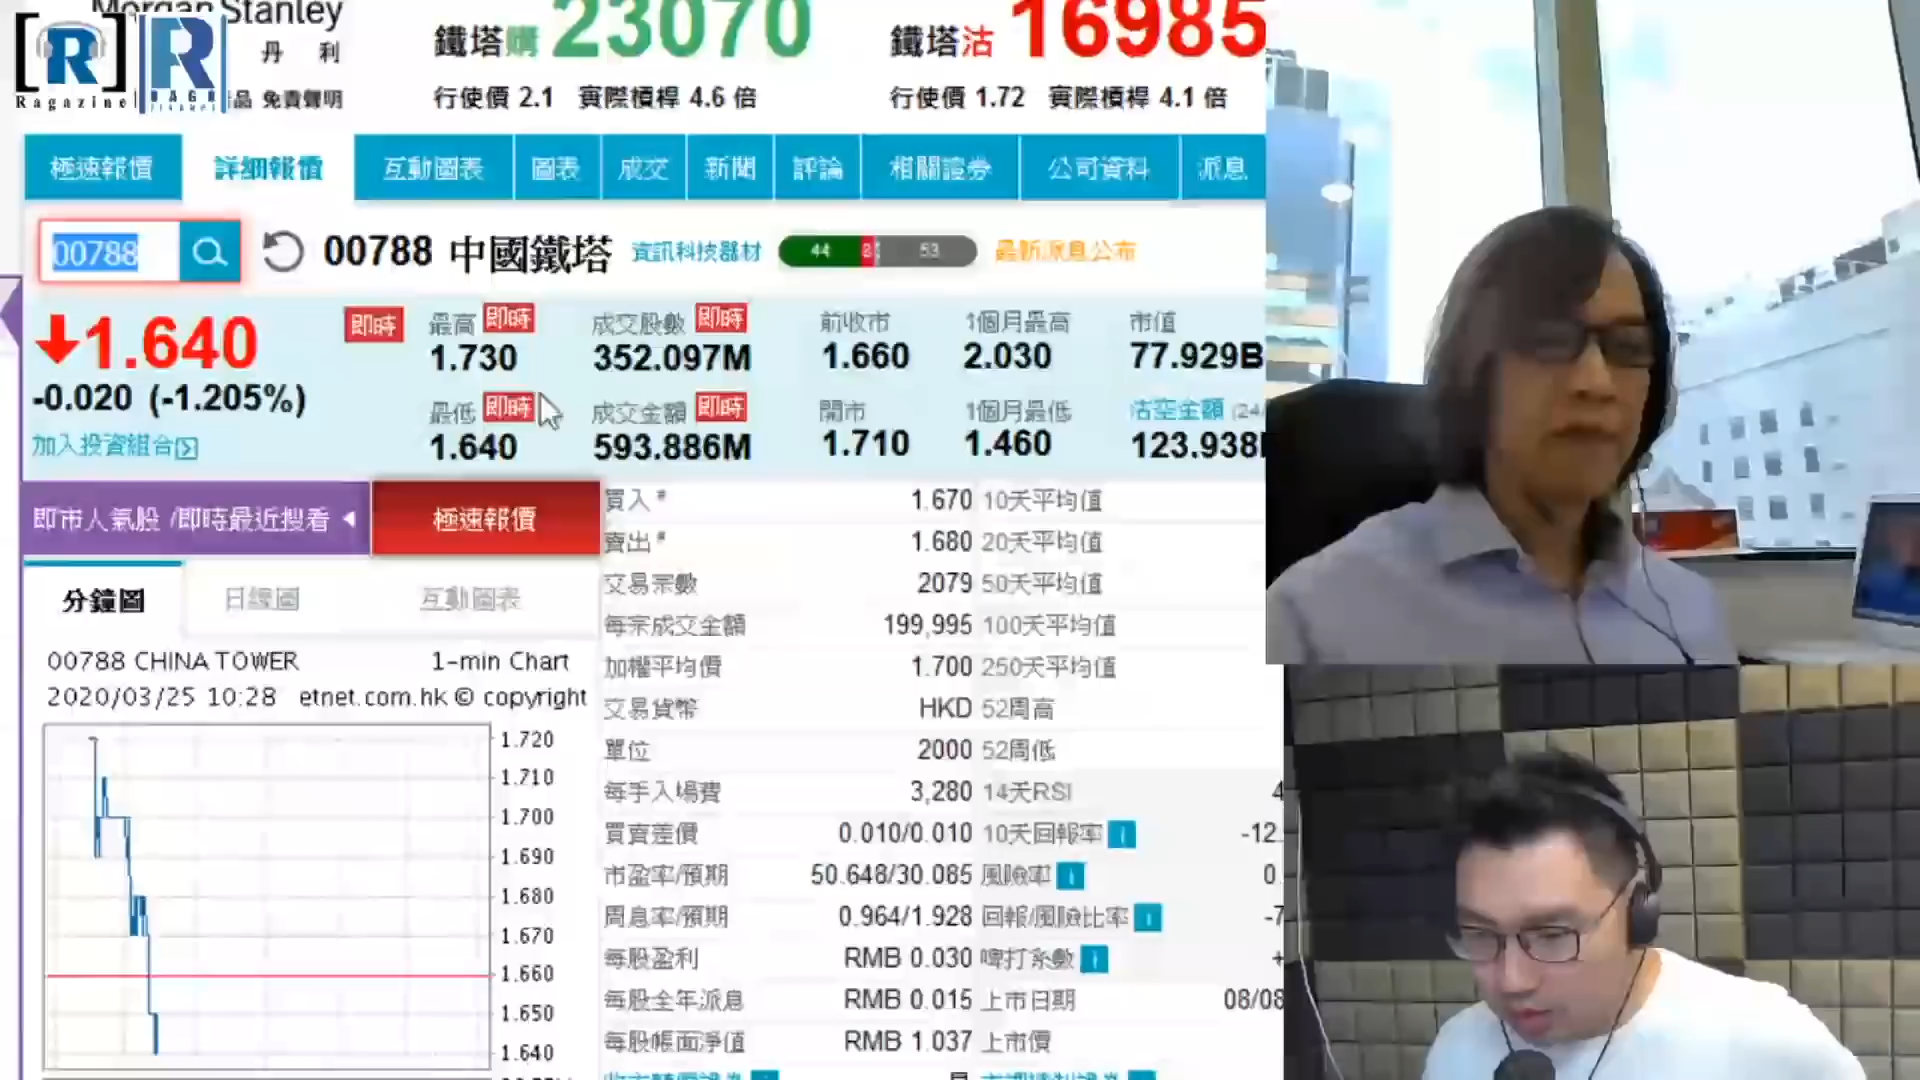 Morgan Stanley
丹 利
Ragazine
品 免責聲明
鐵塔購 23070
行使價 2.1 實際槓桿 4.6 倍
鐵塔沽 16985
行使價 1.72 實際槓桿 4.1 倍
極速報價 詳細報價 互動圖表 圖表 成交 新聞 評論 相關證券 公司資料 派息
00788 00788 中國鐵塔 資訊科技器材 44 53 最新派息公布
1.640 即時
-0.020 (-1.205%)
加入投資組合
最高 即時 成交股數 即時 前收市 1個月最高 市值
1.730 352.097M 1.660 2.030 77.929B
最低 即時 成交金額 即時 開市 1個月最低 沽空金額 (24/
1.640 593.886M 1.710 1.460 123.938
即市人氣股 /即時最近搜看 極速報價
分鐘圖 日線圖 互動圖表
00788 CHINA TOWER 1-min Chart
2020/03/25 10:28 etnet.com.hk © copyright
1.720
1.710
1.700
1.690
1.680
1.670
1.660
1.650
1.640
買入 1.670 10天平均值
賣出 1.680 20天平均值
交易宗數 2079 50天平均值
每宗成交金額 199,995 100天平均值
加權平均價 1.700 250天平均值
交易貨幣 HKD 52周高
單位 2000 52周低
每手入場費 3,280 14天RSI 4
買賣差價 0.010/0.010 10天回報率 -12
市盈率/預期 50.648/30.085 風險率 0
周息率/預期 0.964/1.928 回報/風險比率 -7
每股盈利 RMB 0.030 啤打系數 +
每股全年派息 RMB 0.015 上市日期 08/08
每股帳面淨值 RMB 1.037 上市價